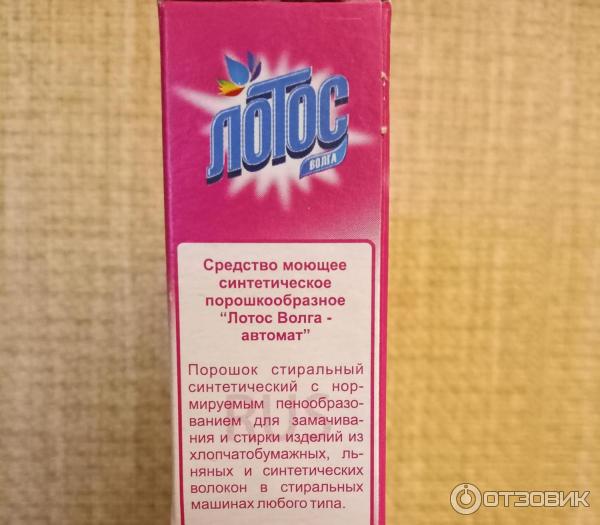 ЛОТОС
ВОЛГА
Средство моющее
синтетическое
порошкообразное
“Лотос Волга -
автомат”
Порошок стиральный
синтетический с нор-
мируемым пенообразо-
ванием для замачива-
ния и стирки изделий из
хлопчатобумажных, ль-
няных и синтетических
волокон в стиральных
машинах любого типа.
RUS
ОТЗОВИК